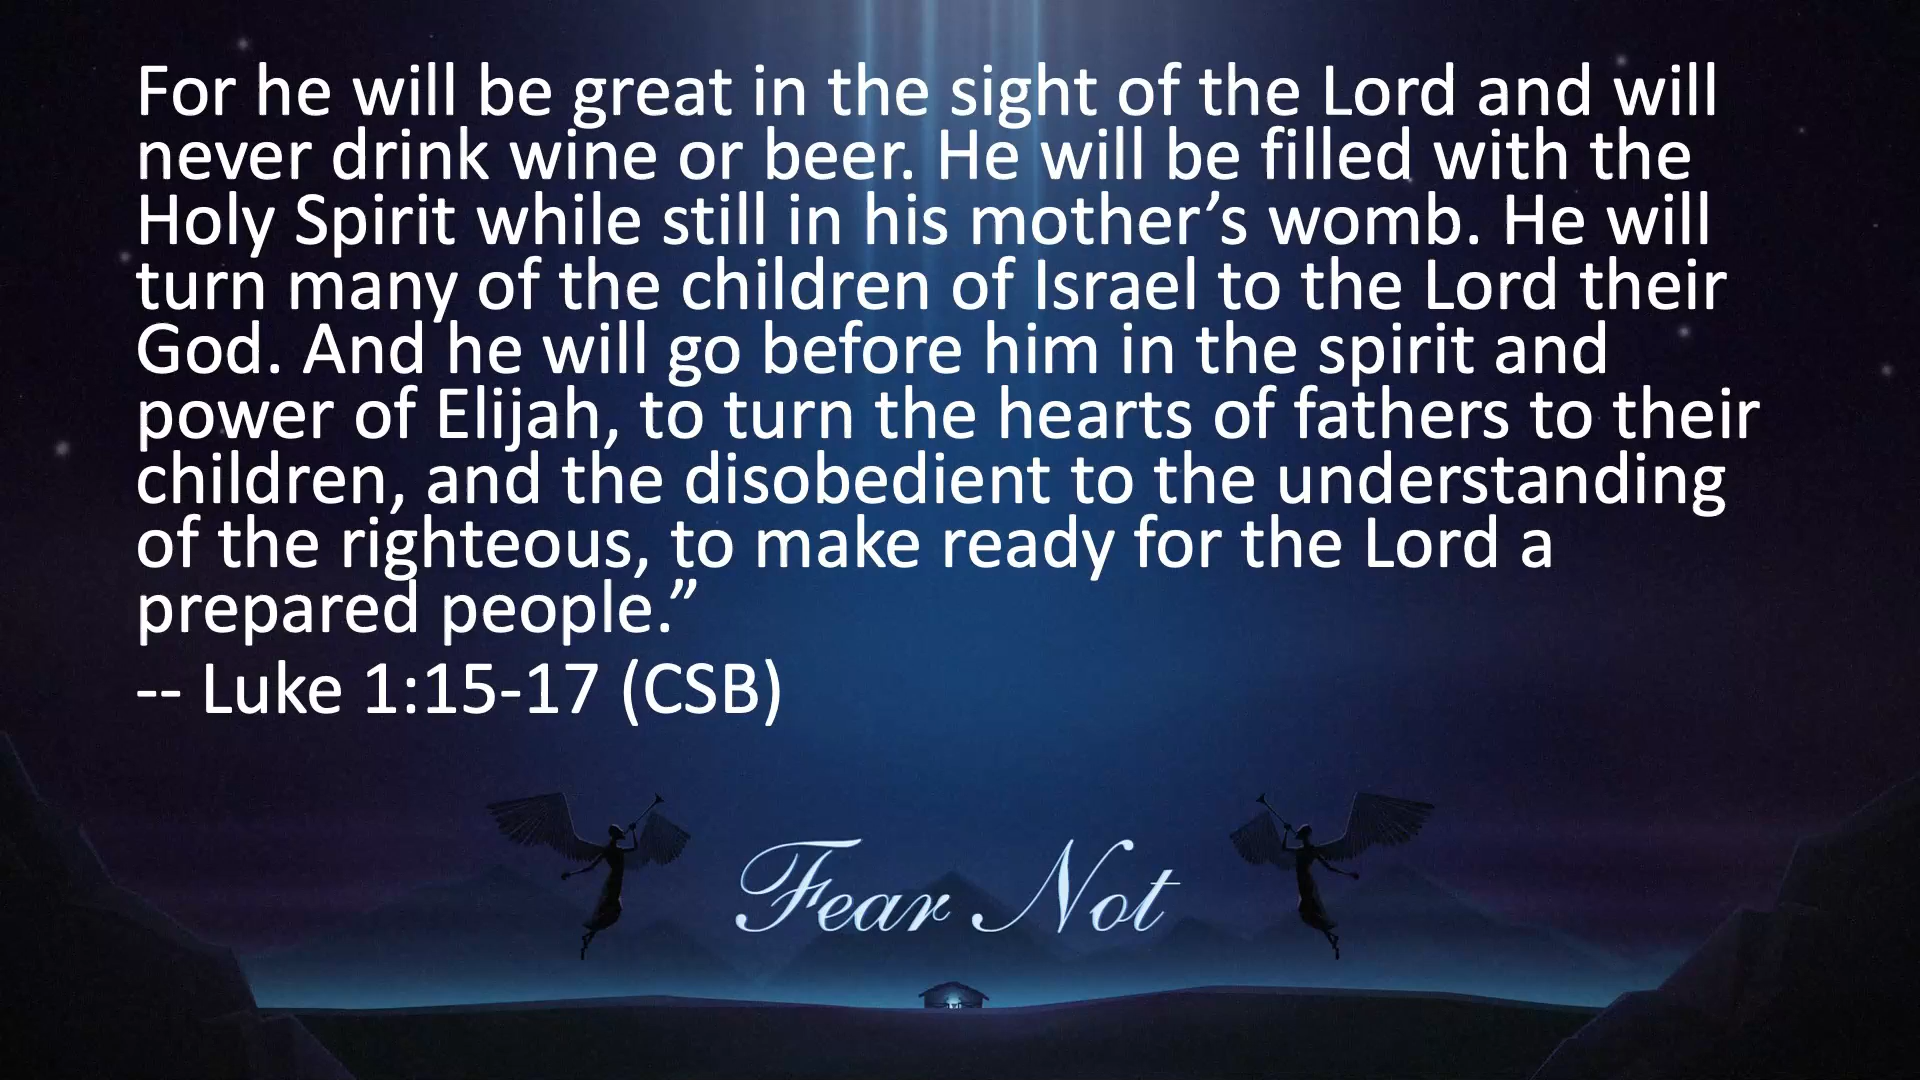 For he will be great in the sight of the Lord and will
never drink wine or beer. He will be filled with the
Holy Spirit while still in his mother’s womb. He will
turn many of the children of Israel to the Lord their
God. And he will go before him in the spirit and
power of Elijah, to turn the hearts of fathers to their
children, and the disobedient to the understanding
of the righteous, to make ready for the Lord a
prepared people.”
-- Luke 1:15-17 (CSB)
Fear Not